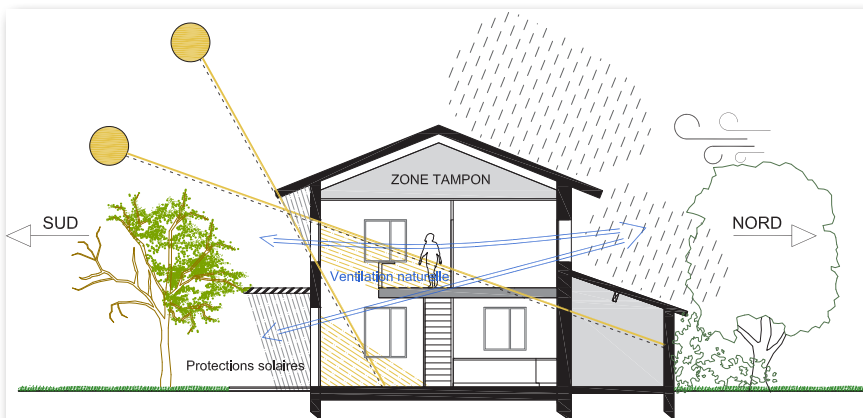 ZONE TAMPON
SUD
NORD
Ventilation naturelle
Protections solaires